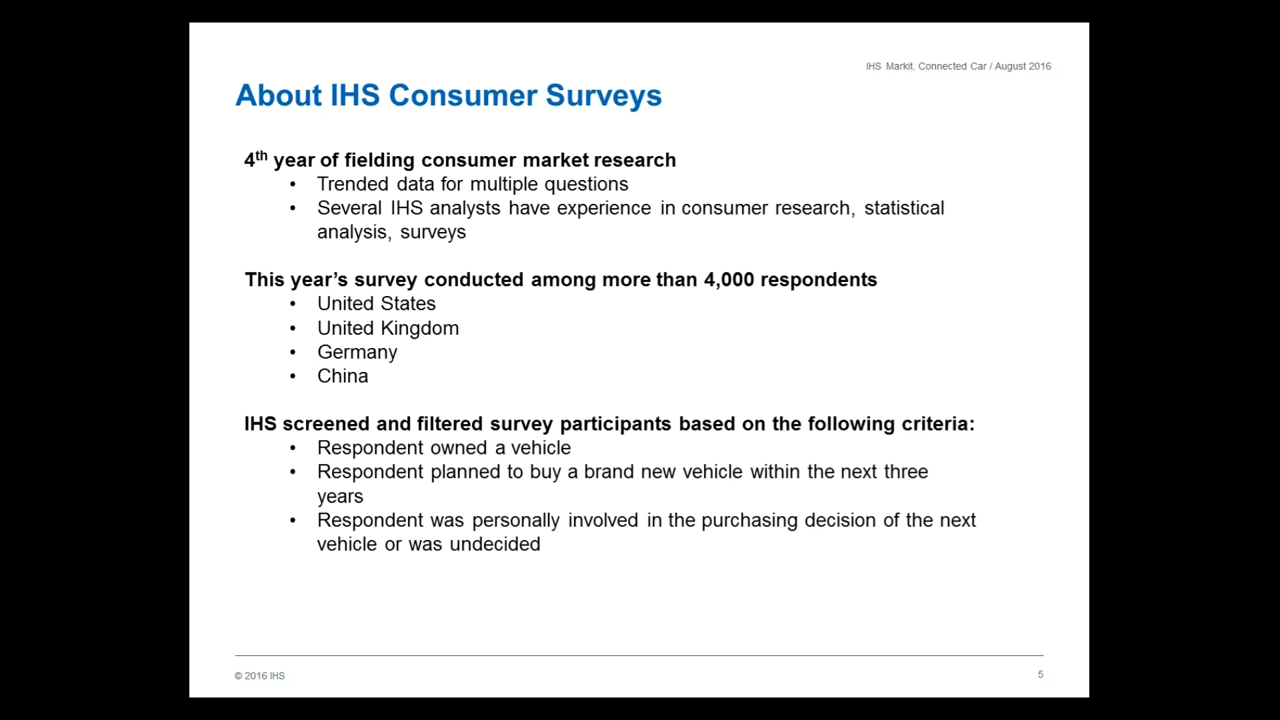 IHS Markit, Connected Car / August 2016
About IHS Consumer Surveys
4th year of fielding consumer market research
• Trended data for multiple questions
• Several IHS analysts have experience in consumer research, statistical
analysis, surveys
This year’s survey conducted among more than 4,000 respondents
• United States
• United Kingdom
• Germany
• China
IHS screened and filtered survey participants based on the following criteria:
• Respondent owned a vehicle
• Respondent planned to buy a brand new vehicle within the next three
years
• Respondent was personally involved in the purchasing decision of the next
vehicle or was undecided
© 2016 IHS
5